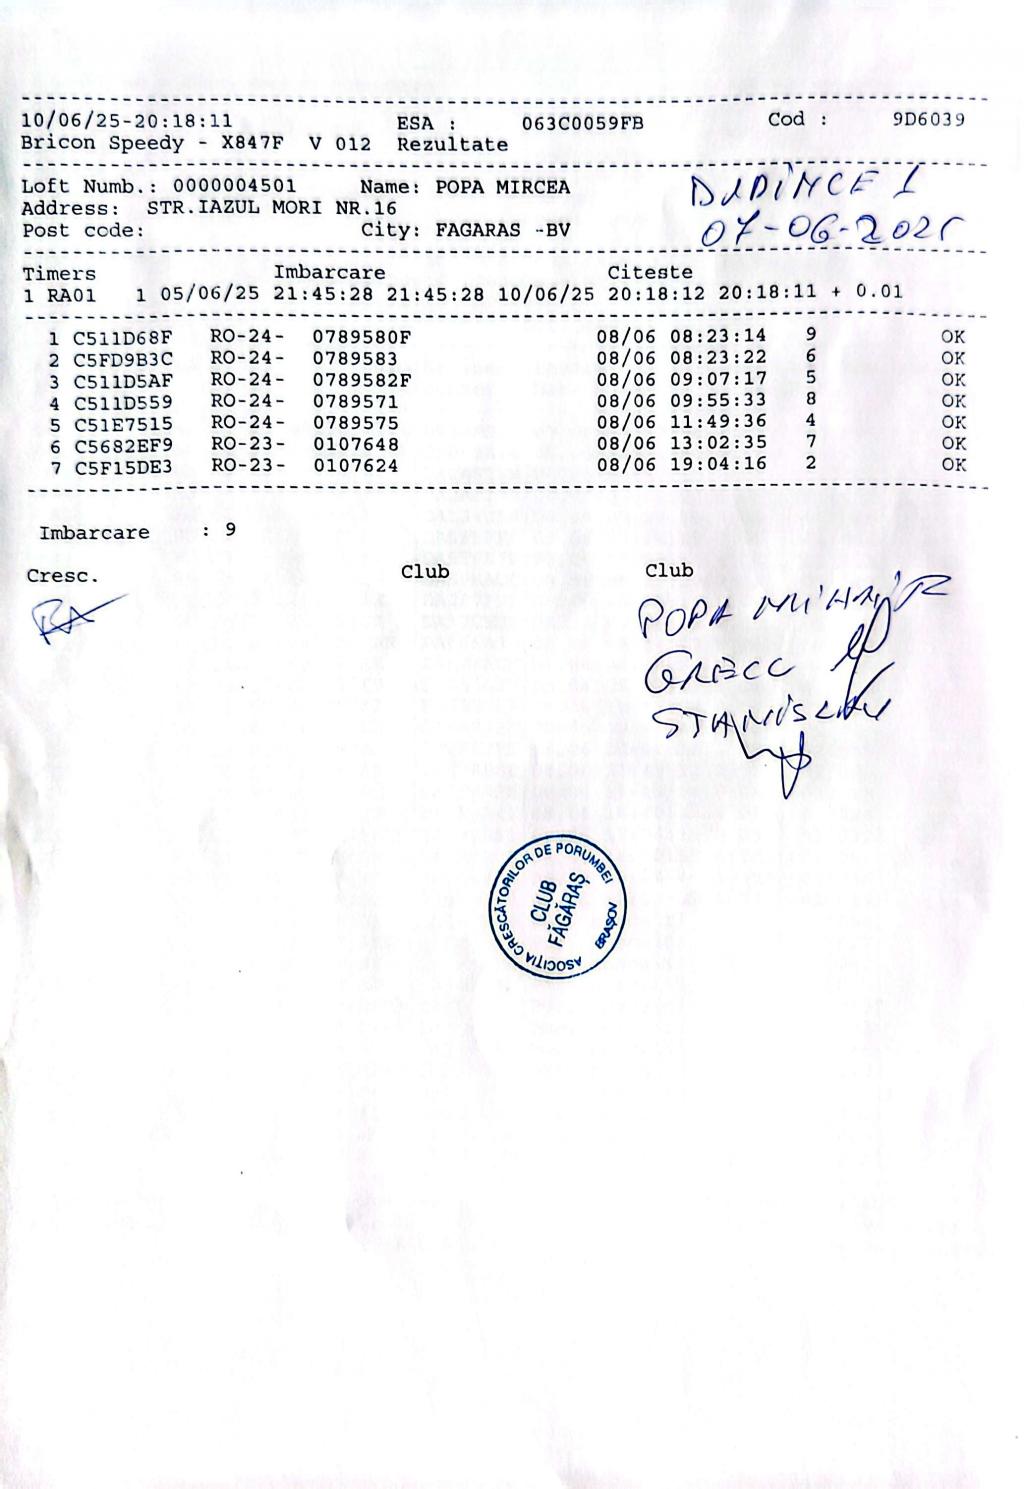 10/06/25-20:18:11 ESA : 063C0059FB Cod : 9D6039
Bricon Speedy - X847F V 012 Rezultate
Loft Numb.: 0000004501 Name: POPA MIRCEA
Address: STR.IAZUL MORI NR.16
Post code: City: FAGARAS -BV
07-06-2025
Timers Imbarcare Citeste
1 RA01 1 05/06/25 21:45:28 21:45:28 10/06/25 20:18:12 20:18:11 + 0.01
1 C511D68F RO-24- 0789580F 08/06 08:23:14 9 OK
2 C5FD9B3C RO-24- 0789583 08/06 08:23:22 6 OK
3 C511D5AF RO-24- 0789582F 08/06 09:07:17 5 OK
4 C511D559 RO-24- 0789571 08/06 09:55:33 8 OK
5 C51E7515 RO-24- 0789575 08/06 11:49:36 4 OK
6 C5682EF9 RO-23- 0107648 08/06 13:02:35 7 OK
7 C5F15DE3 RO-23- 0107624 08/06 19:04:16 2 OK
Imbarcare : 9
Cresc. Club Club
POPA
GRECU
STANISLAV
ASOCIȚIA CRESCĂTORILOR DE PORUMBEI
CLUB
FĂGĂRAȘ
BRAȘOV